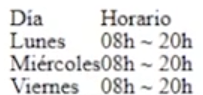 Día Horario
Lunes 08h ~ 20h
Miércoles08h ~ 20h
Viernes 08h ~ 20h